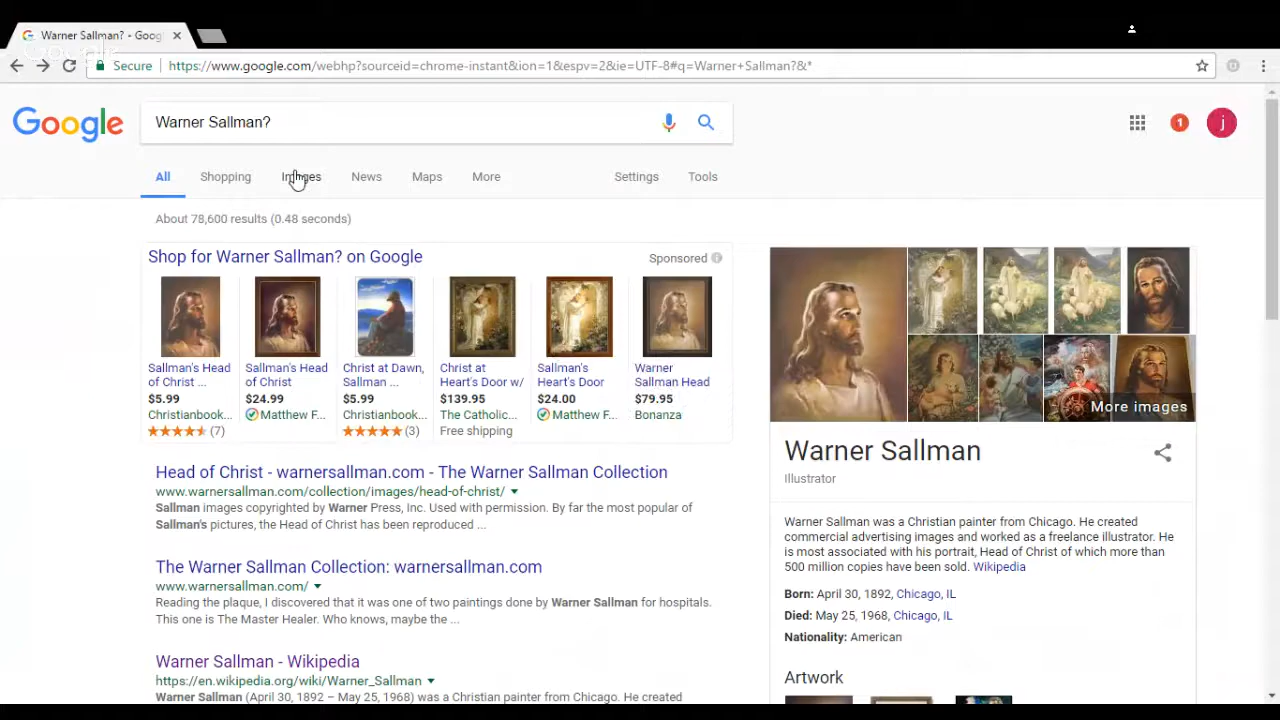 Warner Sallman? - Goog
Secure
https://www.google.com/webhp?sourceid=chrome-instant&ion=1&espv=2&ie=UTF-8#q=Warner+Sallman?&*
Google
Warner Sallman?
1
j
All
Shopping
Images
News
Maps
More
Settings
Tools
About 78,600 results (0.48 seconds)
Shop for Warner Sallman? on Google
Sponsored
Sallman's Head
of Christ ...
$5.99
Christianbook...
(7)
Sallman's Head
of Christ
$24.99
Matthew F...
Christ at Dawn,
Sallman ...
$5.99
Christianbook...
(3)
Christ at
Heart's Door w/
$139.95
The Catholic...
Free shipping
Sallman's
Heart's Door
$24.00
Matthew F...
Warner
Sallman Head
$79.95
Bonanza
Head of Christ - warnersallman.com - The Warner Sallman Collection
www.warnersallman.com/collection/images/head-of-christ/
Sallman images copyrighted by Warner Press, Inc. Used with permission. By far the most popular of
Sallman's pictures, the Head of Christ has been reproduced ...
The Warner Sallman Collection: warnersallman.com
www.warnersallman.com/
Reading the plaque, I discovered that it was one of two paintings done by Warner Sallman for hospitals.
This one is The Master Healer. Who knows, maybe the ...
Warner Sallman - Wikipedia
https://en.wikipedia.org/wiki/Warner_Sallman
Warner Sallman (April 30, 1892 – May 25, 1968) was a Christian painter from Chicago. He created
More images
Warner Sallman
Illustrator
Warner Sallman was a Christian painter from Chicago. He created
commercial advertising images and worked as a freelance illustrator. He
is most associated with his portrait, Head of Christ of which more than
500 million copies have been sold. Wikipedia
Born: April 30, 1892, Chicago, IL
Died: May 25, 1968, Chicago, IL
Nationality: American
Artwork